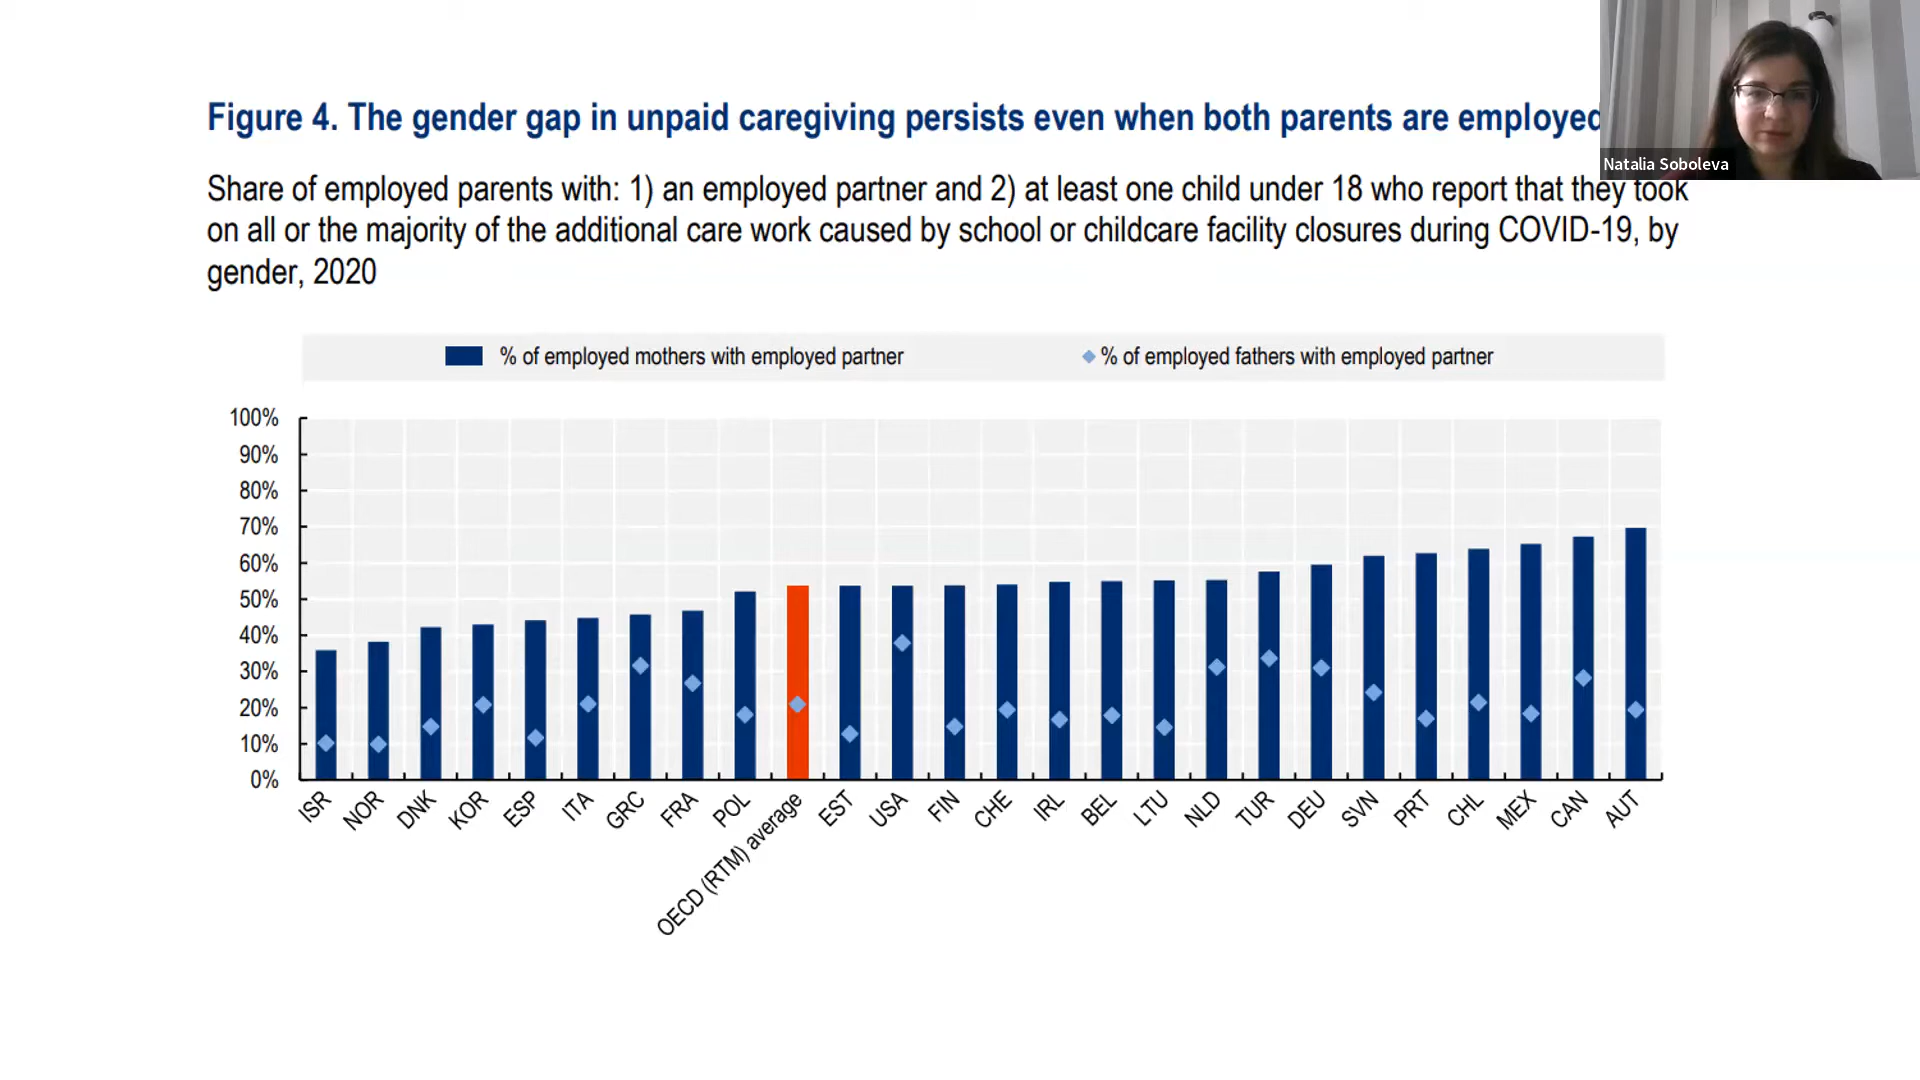 Figure 4. The gender gap in unpaid caregiving persists even when both parents are employed
Natalia Soboleva
Share of employed parents with: 1) an employed partner and 2) at least one child under 18 who report that they took
on all or the majority of the additional care work caused by school or childcare facility closures during COVID-19, by
gender, 2020
% of employed mothers with employed partner
% of employed fathers with employed partner
100%
90%
80%
70%
60%
50%
40%
30%
20%
10%
0%
ISR
NOR
DNK
KOR
ESP
ITA
GRC
FRA
POL
OECD (RTM) average
EST
USA
FIN
CHE
IRL
BEL
LTU
NLD
TUR
DEU
SVN
PRT
CHL
MEX
CAN
AUT